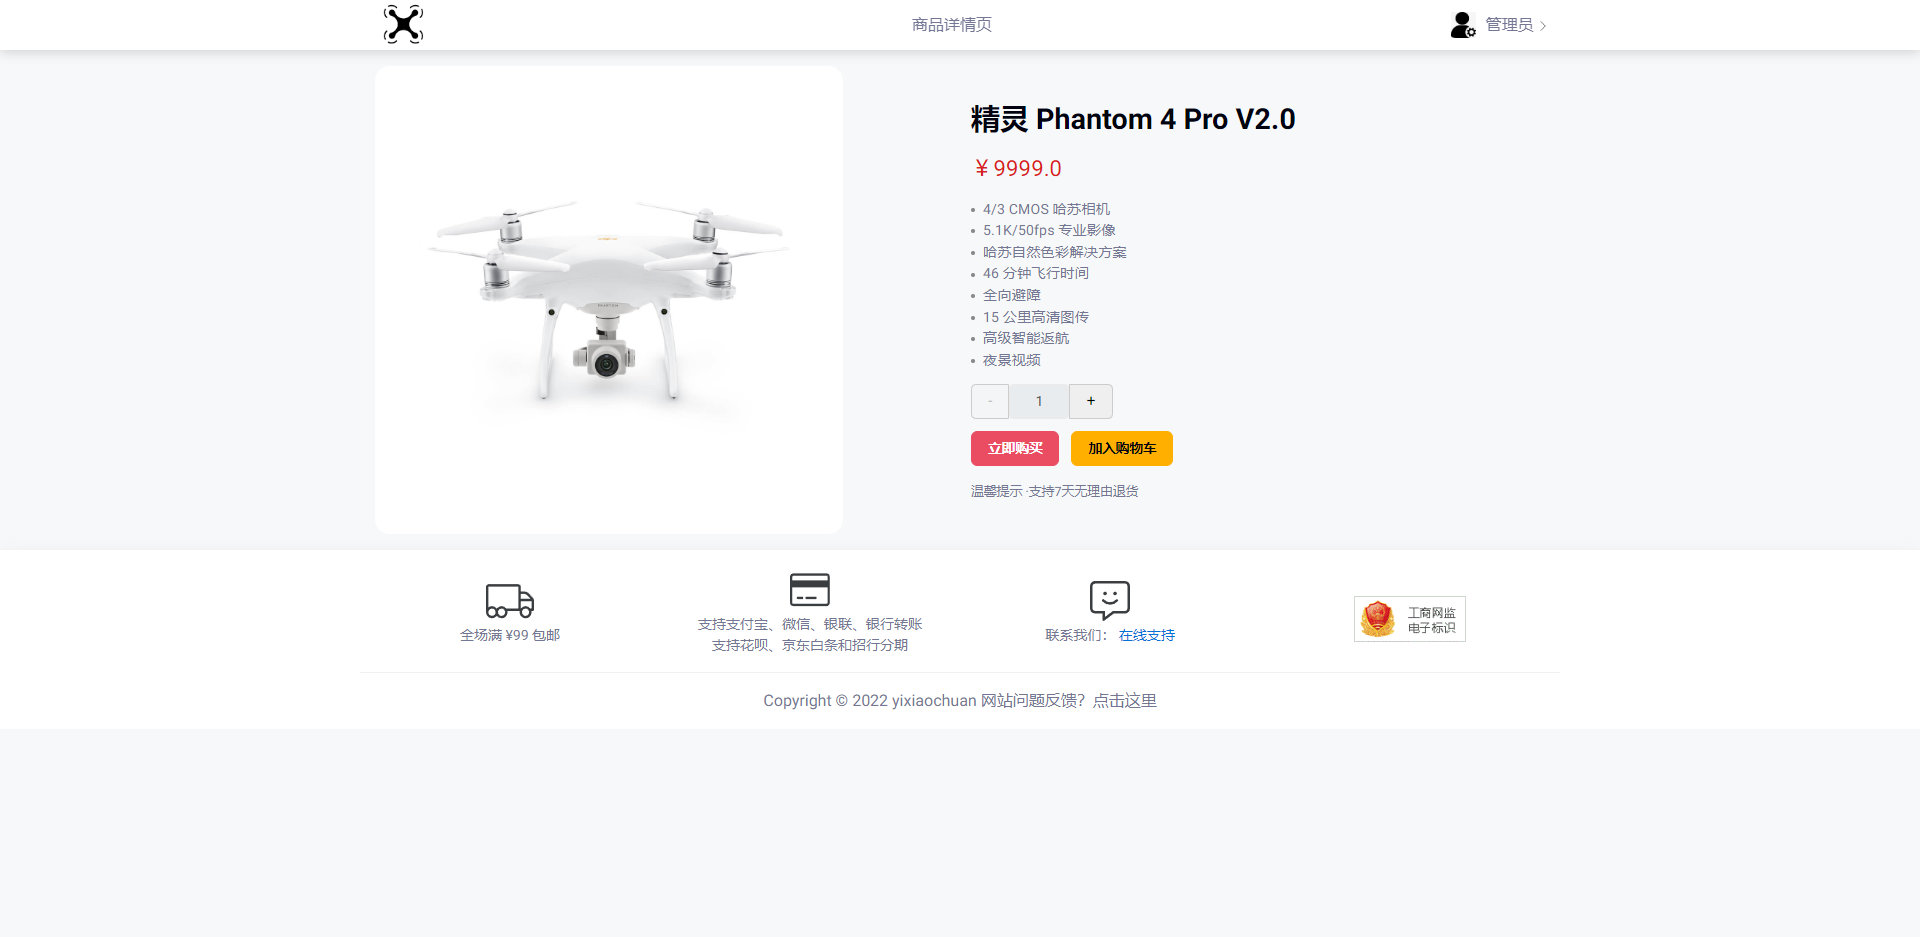 商品详情页
管理员
精灵 Phantom 4 Pro V2.0
¥ 9999.0
4/3 CMOS 哈苏相机
5.1K/50fps 专业影像
哈苏自然色彩解决方案
46 分钟飞行时间
全向避障
15 公里高清图传
高级智能返航
夜景视频
- 1 +
立即购买 加入购物车
温馨提示 ·支持7天无理由退货
全场满 ¥99 包邮
支持支付宝、微信、银联、银行转账
支持花呗、京东白条和招行分期
联系我们： 在线支持
工商网监
电子标识
Copyright © 2022 yixiaochuan 网站问题反馈？点击这里